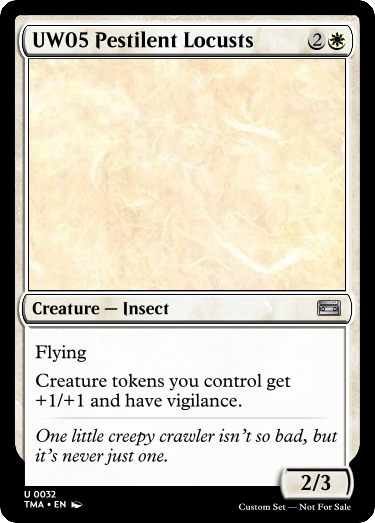 UW05 Pestilent Locusts 2
Creature — Insect
Flying
Creature tokens you control get
+1/+1 and have vigilance.
One little creepy crawler isn't so bad, but
it's never just one.
2/3
U 0032
TMA • EN
Custom Set — Not For Sale